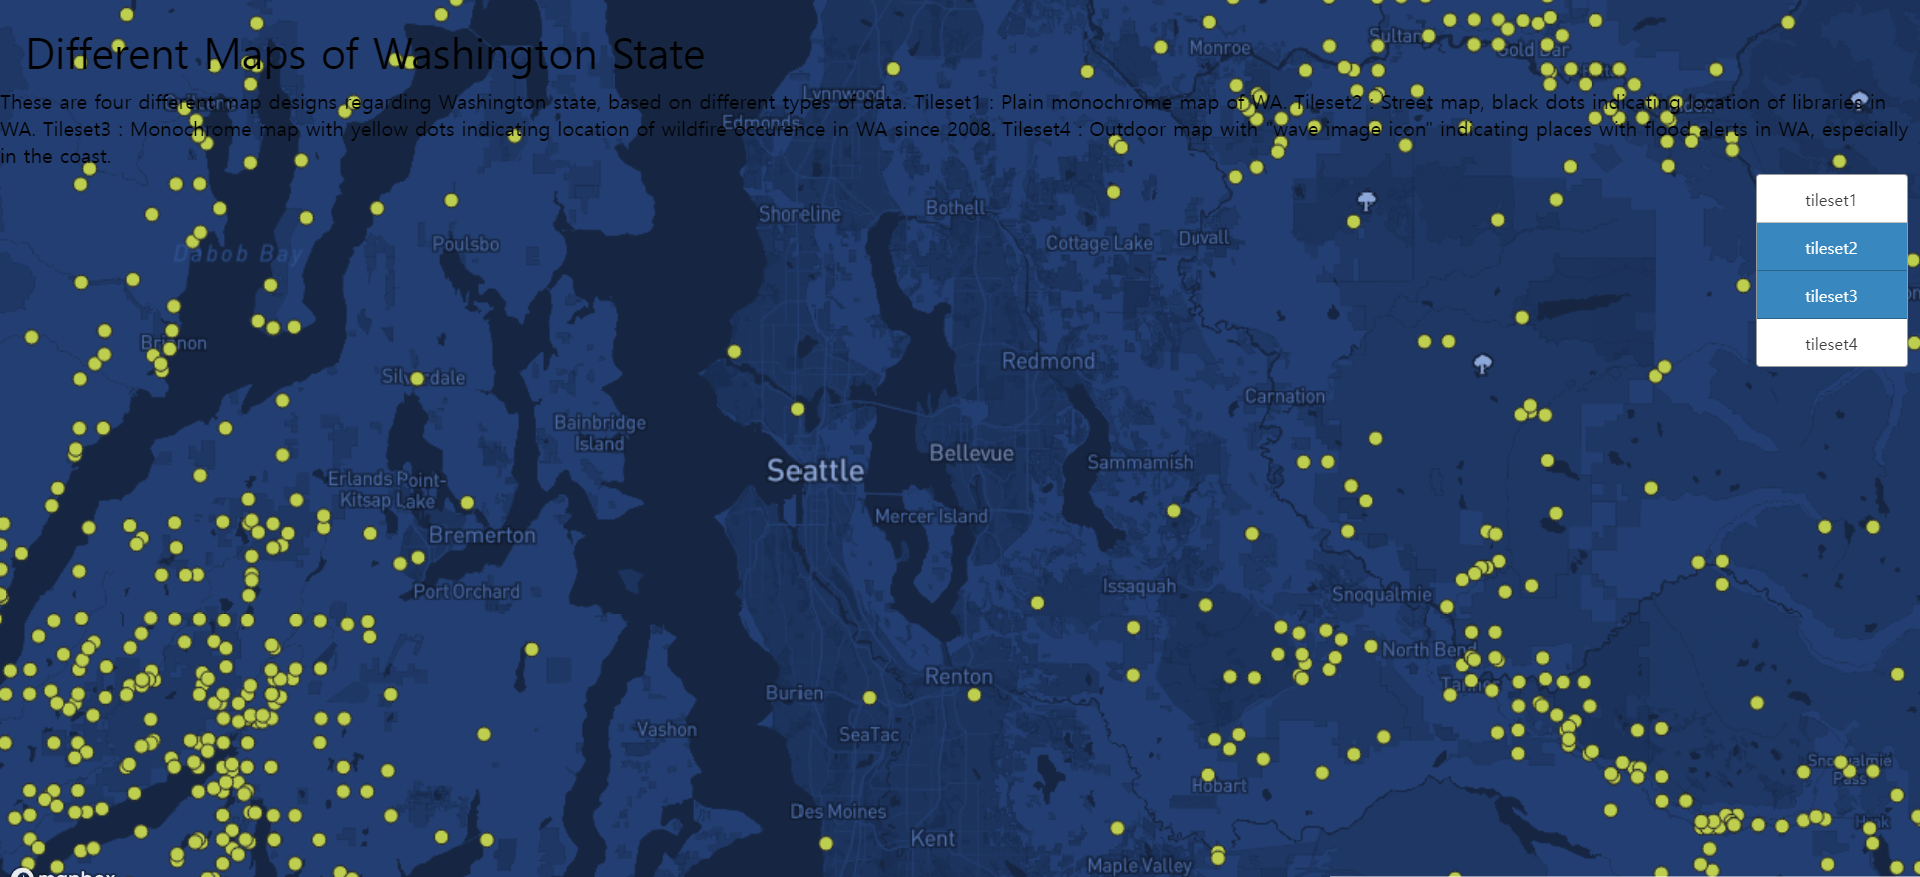 Different Maps of Washington State
These are four different map designs regarding Washington state, based on different types of data. Tileset1 : Plain monochrome map of WA. Tileset2 : Street map, black dots indicating location of libraries in
WA. Tileset3 : Monochrome map with yellow dots indicating location of wildfire occurence in WA since 2008. Tileset4 : Outdoor map with "wave image icon" indicating places with flood alerts in WA, especially
in the coast.
Sultan
Monroe
Gold Bar
Lynnwood
Edmonds
tileset1
tileset2
tileset3
tileset4
Shoreline
Bothell
Poulsbo
Cottage Lake
Duvall
Dabob Bay
Brinnon
Redmond
Silverdale
Carnation
Bainbridge
Island
Seattle
Bellevue
Sammamish
Erlands Point-
Kitsap Lake
Mercer Island
Bremerton
Port Orchard
Issaquah
Snoqualmie
North Bend
Renton
Tanner
Burien
Vashon
SeaTac
Snoqualmie
Pass
Hobart
Des Moines
Kent
Maple Valley
mapbox